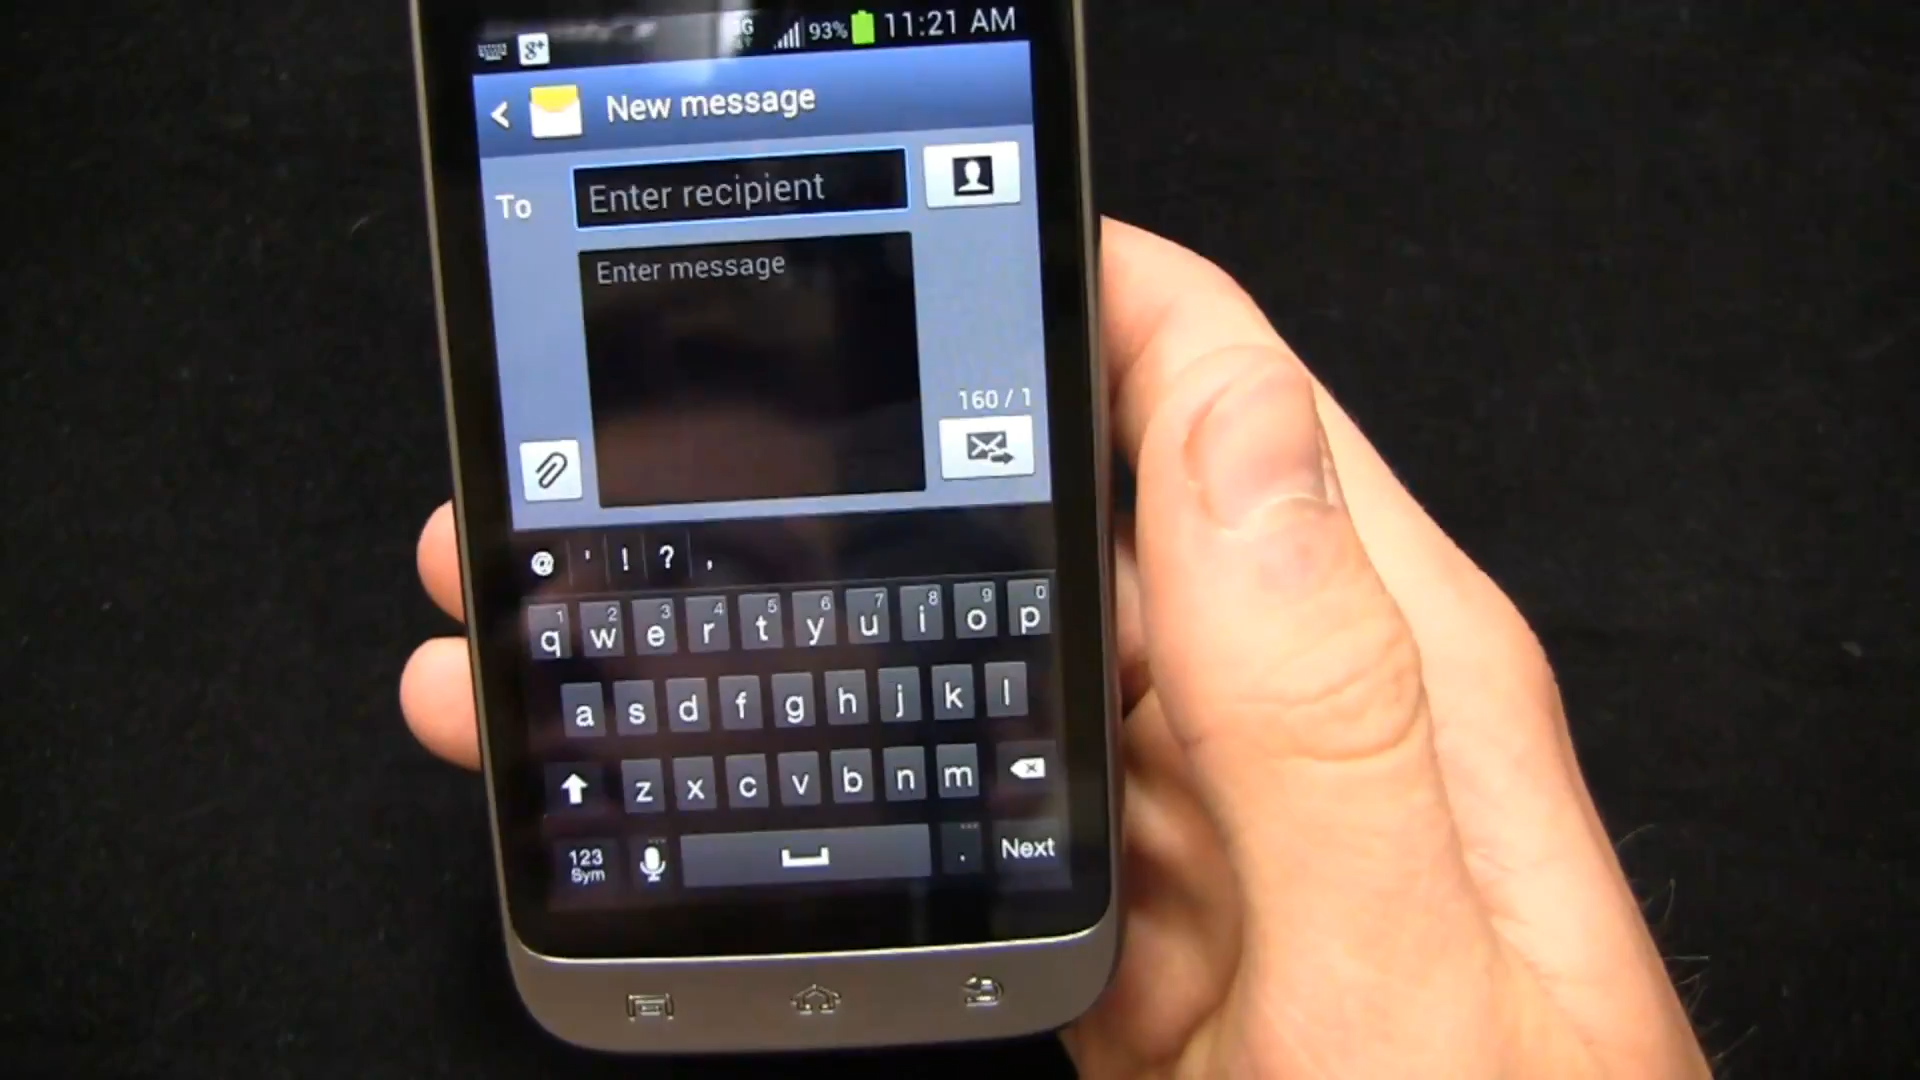 g+ 3G 93% 11:21 AM
New message
To Enter recipient
Enter message
160 / 1
@ ' ! ? ,
1 2 3 4 5 6 7 8 9 0
q w e r t y u i o p
a s d f g h j k l
z x c v b n m
123 Sym . Next